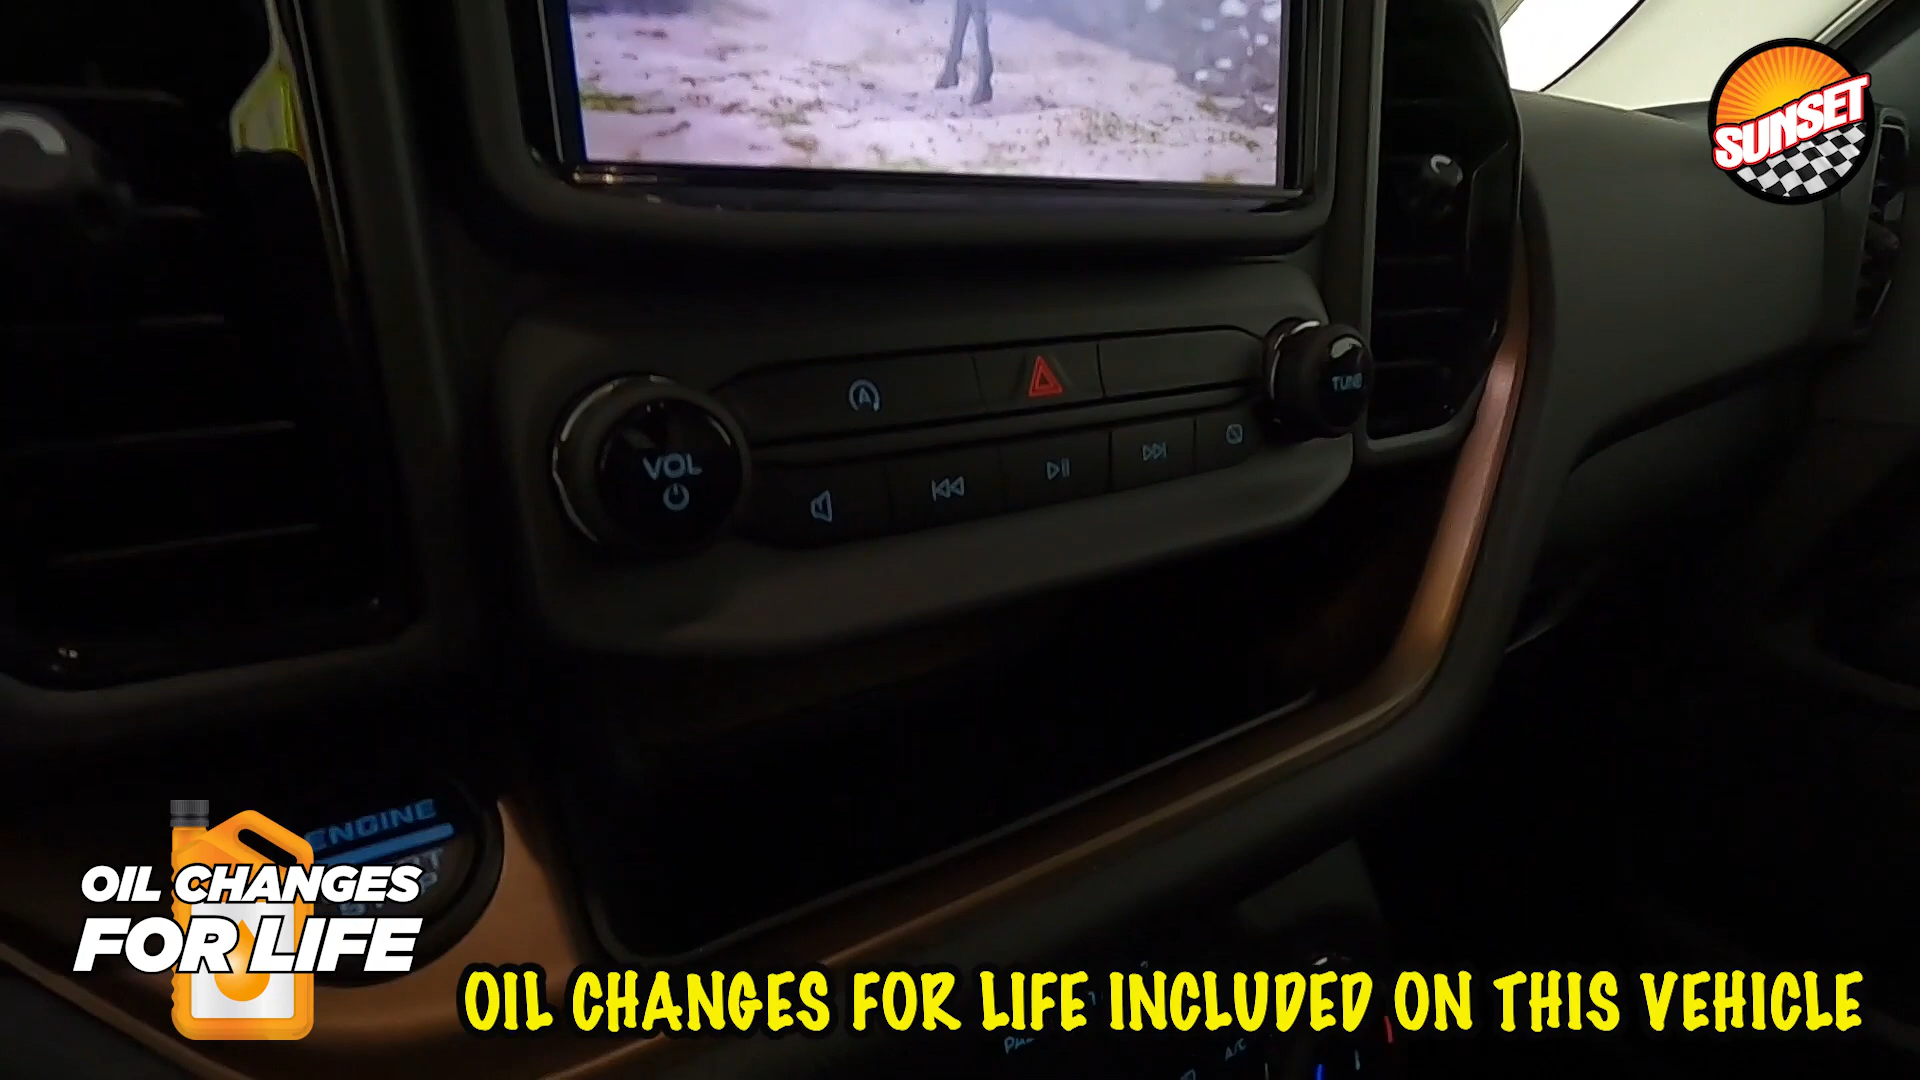 SUNSET
TUNE
VOL
ENGINE
OIL CHANGES
FOR LIFE
OIL CHANGES FOR LIFE INCLUDED ON THIS VEHICLE
A/C